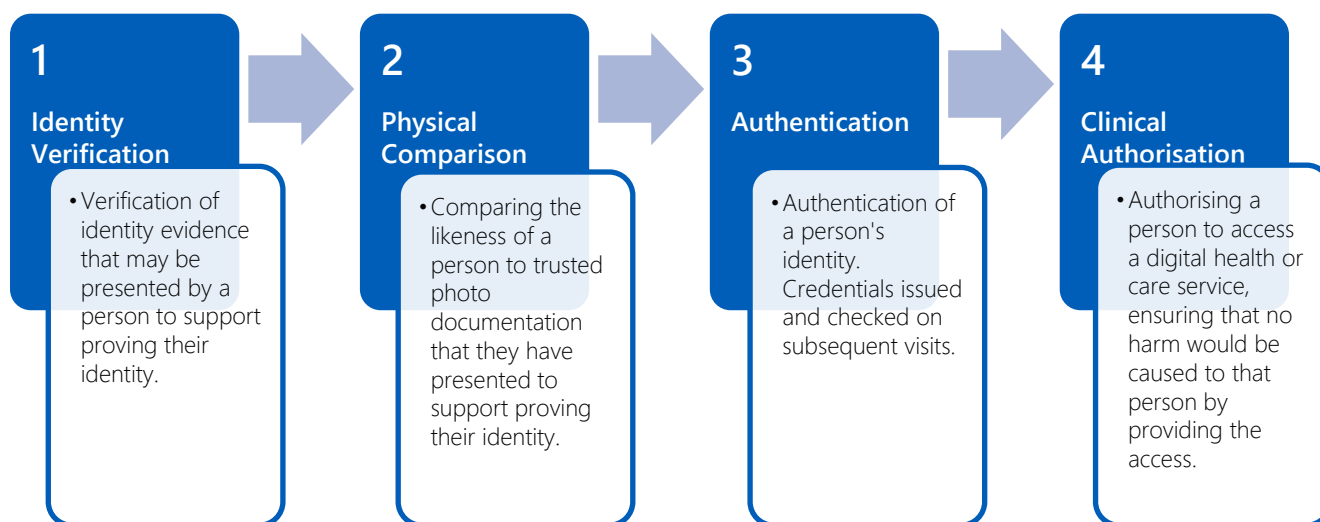 1
Identity
Verification
• Verification of
identity evidence
that may be
presented by a
person to support
proving their
identity.
2
Physical
Comparison
• Comparing the
likeness of a
person to trusted
photo
documentation
that they have
presented to
support proving
their identity.
3
Authentication
• Authentication of
a person's
identity.
Credentials issued
and checked on
subsequent visits.
4
Clinical
Authorisation
• Authorising a
person to access
a digital health or
care service,
ensuring that no
harm would be
caused to that
person by
providing the
access.